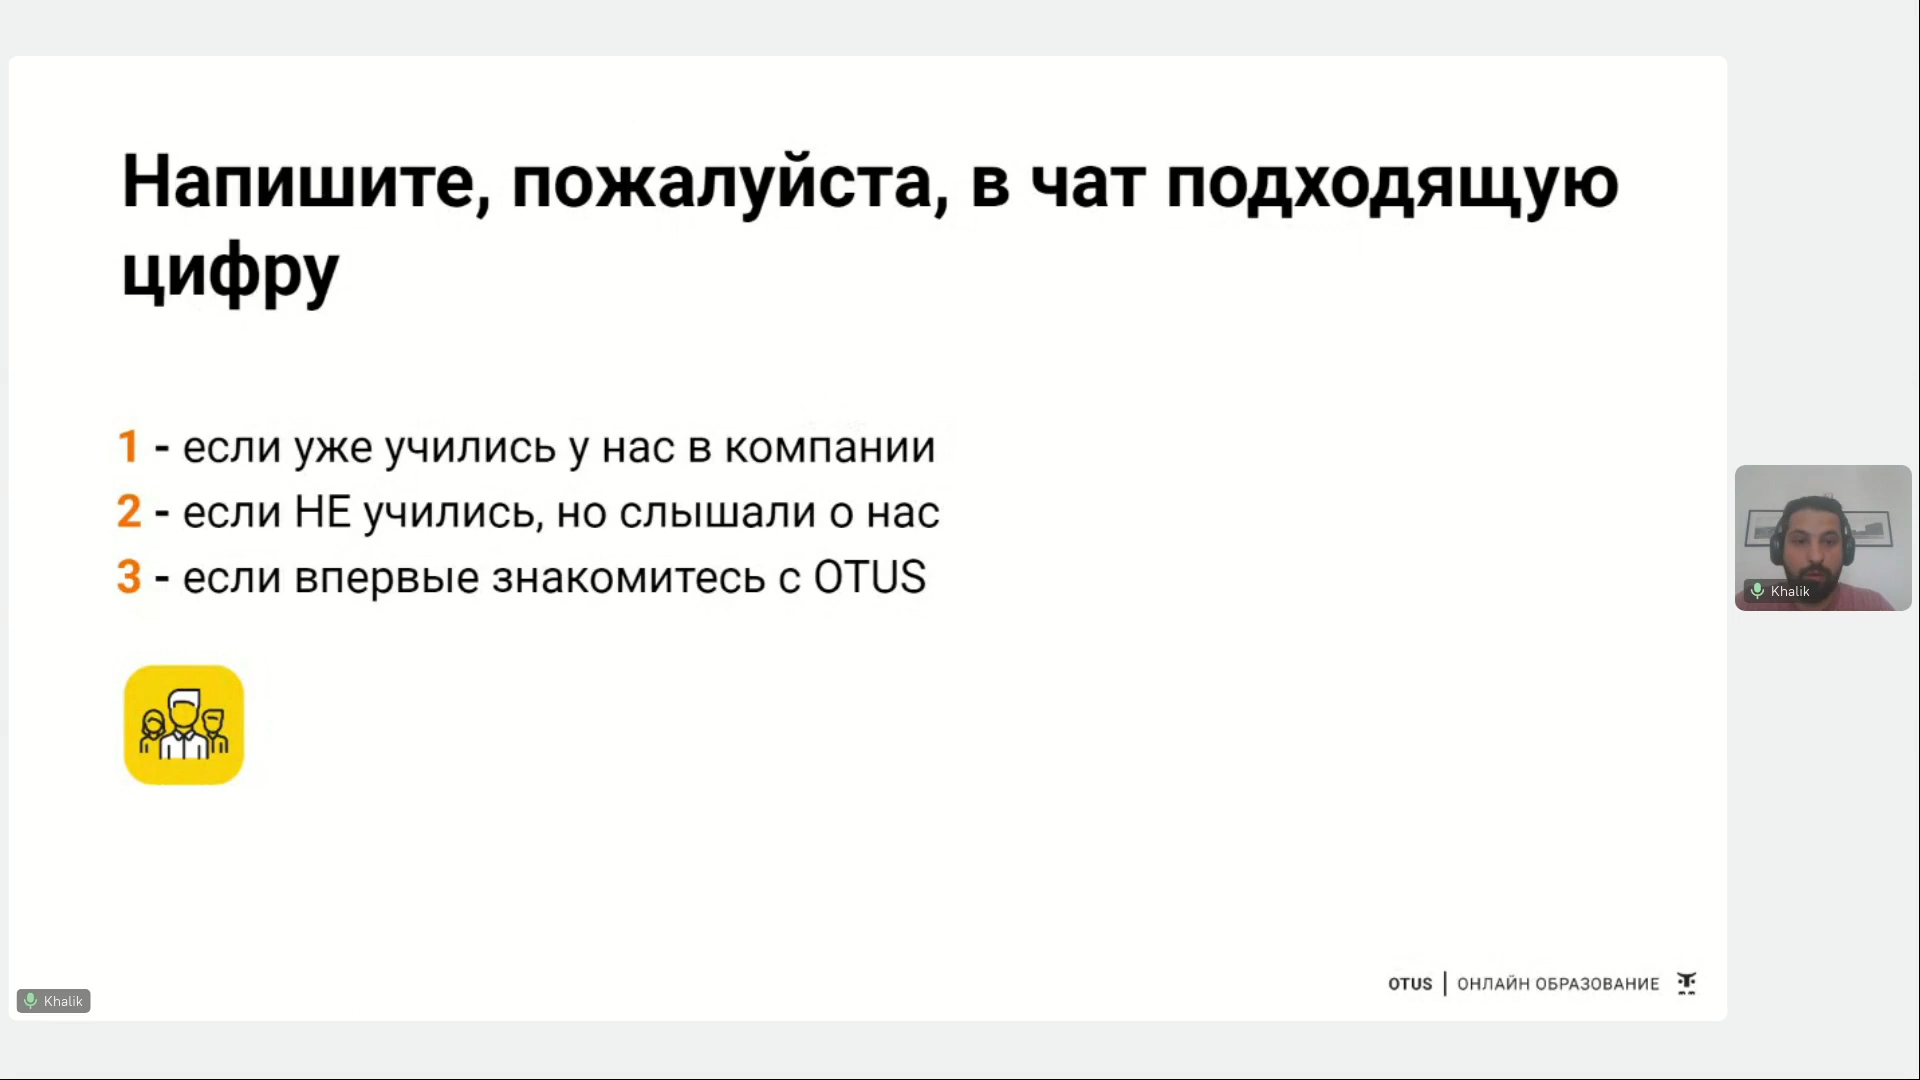 Напишите, пожалуйста, в чат подходящую
цифру
1 - если уже учились у нас в компании
2 - если НЕ учились, но слышали о нас
3 - если впервые знакомитесь с OTUS
Khalik
OTUS | ОНЛАЙН ОБРАЗОВАНИЕ
Khalik